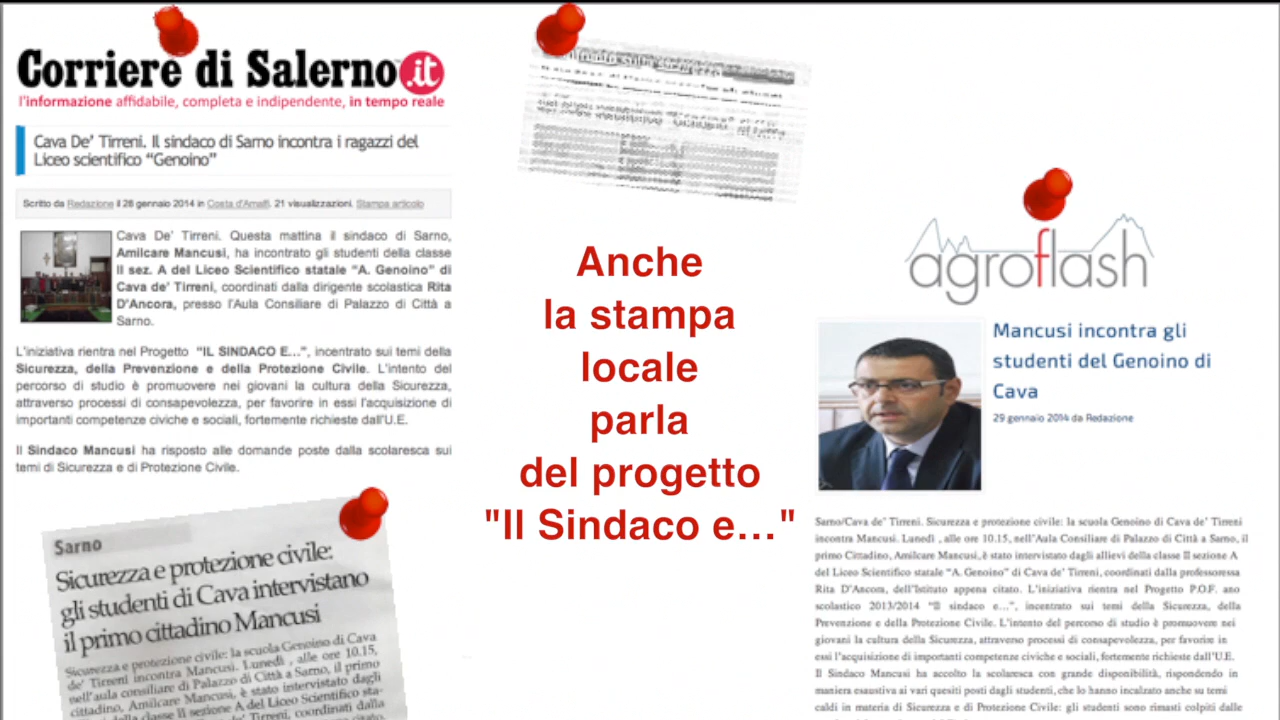 Corriere di Salerno.it
l'informazione affidabile, completa e indipendente, in tempo reale
Cava De' Tirreni. Il sindaco di Sarno incontra i ragazzi del
Liceo scientifico “Genoino”
Scritto da Redazione il 28 gennaio 2014 in Costa d'Amalfi. 21 visualizzazioni. Stampa articolo
Cava De' Tirreni. Questa mattina il sindaco di Sarno,
Amilcare Mancusi, ha incontrato gli studenti della classe
II sez. A del Liceo Scientifico statale “A. Genoino” di
Cava de' Tirreni, coordinati dalla dirigente scolastica Rita
D'Ancora, presso l'Aula Consiliare di Palazzo di Città a
Sarno.
L'iniziativa rientra nel Progetto “IL SINDACO E...”, incentrato sui temi della
Sicurezza, della Prevenzione e della Protezione Civile. L'intento del
percorso di studio è promuovere nei giovani la cultura della Sicurezza,
attraverso processi di consapevolezza, per favorire in essi l'acquisizione di
importanti competenze civiche e sociali, fortemente richieste dall'U.E.
Il Sindaco Mancusi ha risposto alle domande poste dalla scolaresca sui
temi di Sicurezza e di Protezione Civile.
Sarno
Sicurezza e protezione civile:
gli studenti di Cava intervistano
il primo cittadino Mancusi
Sicurezza e protezione civile: la scuola Genoino di Cava
de' Tirreni incontra Mancusi. Lunedì , alle ore 10.15,
nell'aula consiliare di Palazzo di Città a Sarno, il primo
cittadino, Amilcare Mancusi, è stato intervistato dagli
della classe II sezione A del Liceo Scientifico sta-
de' Tirreni, coordinati dalla
Anche
la stampa
locale
parla
del progetto
"Il Sindaco e..."
agroflash
Mancusi incontra gli
studenti del Genoino di
Cava
29 gennaio 2014 da Redazione
Sarno/Cava de' Tirreni. Sicurezza e protezione civile: la scuola Genoino di Cava de' Tirreni
incontra Mancusi. Lunedì , alle ore 10.15, nell'Aula Consiliare di Palazzo di Città a Sarno, il
primo Cittadino, Amilcare Mancusi, è stato intervistato dagli allievi della classe II sezione A
del Liceo Scientifico statale “A. Genoino” di Cava de' Tirreni, coordinati dalla professoressa
Rita D'Ancora, dell'Istituto appena citato. L'iniziativa rientra nel Progetto P.O.F. ano
scolastico 2013/2014 “Il sindaco e...”, incentrato sui temi della Sicurezza, della
Prevenzione e della Protezione Civile. L'intento del percorso di studio è promuovere nei
giovani la cultura della Sicurezza, attraverso processi di consapevolezza, per favorire in
essi l'acquisizione di importanti competenze civiche e sociali, fortemente richieste dall'U.E.
Il Sindaco Mancusi ha accolto la scolaresca con grande disponibilità, rispondendo in
maniera esaustiva ai vari quesiti posti dagli studenti, che lo hanno incalzato anche su temi
caldi in materia di Sicurezza e di Protezione Civile: gli studenti sono rimasti colpiti dalle